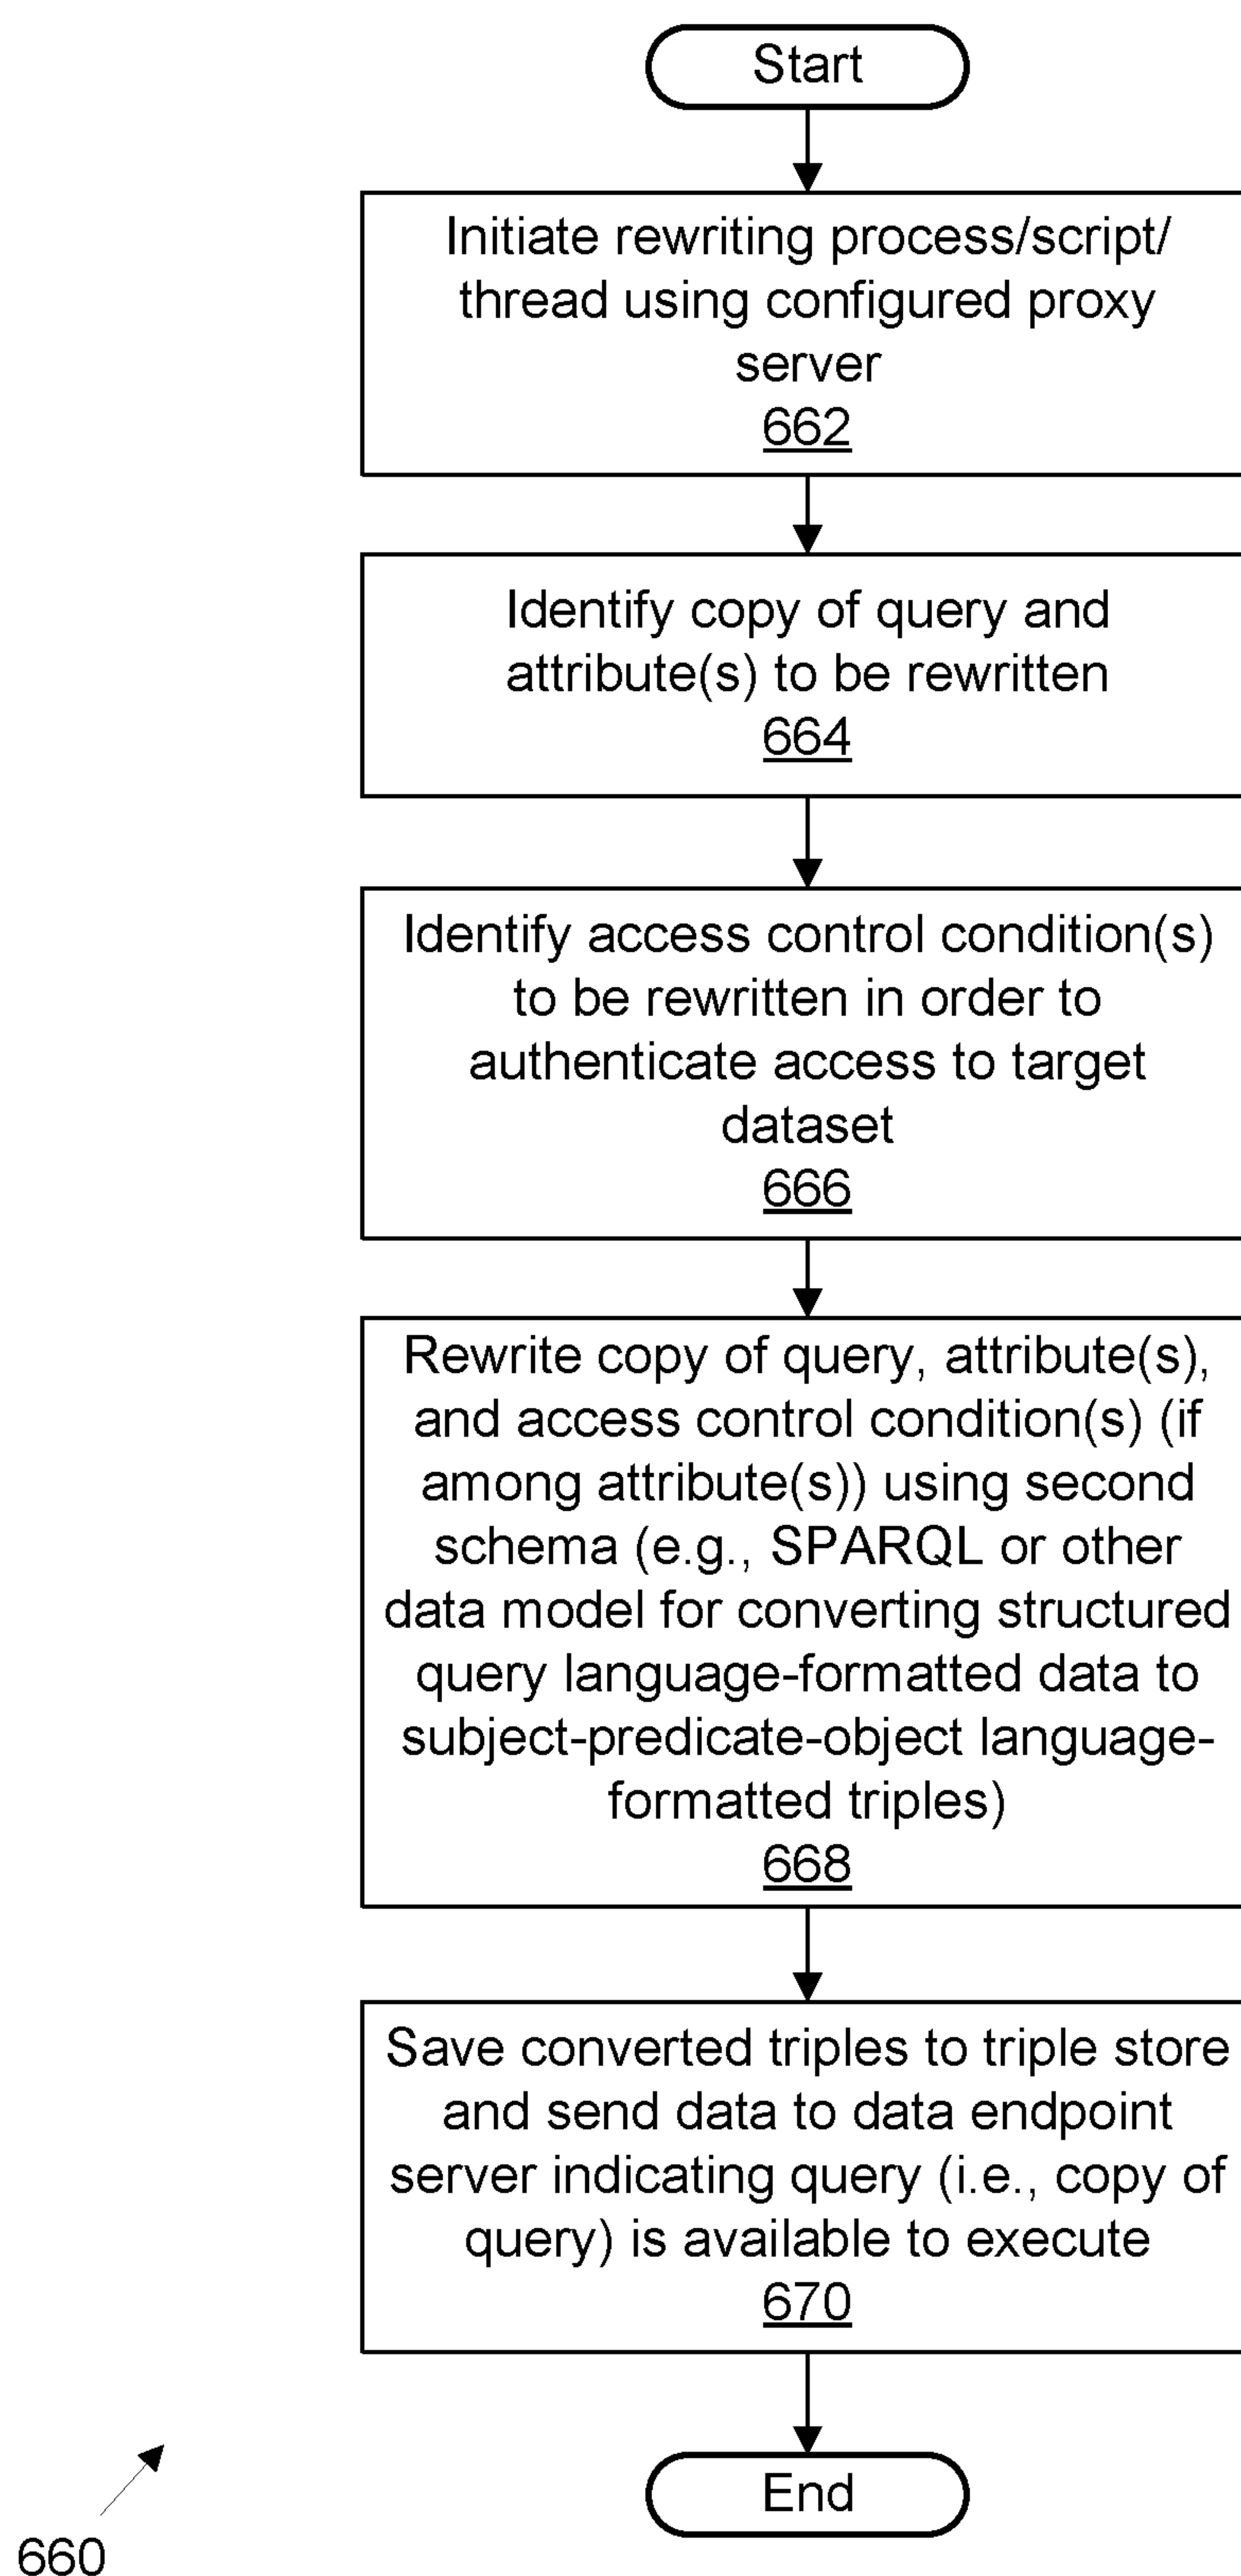 Start
Initiate rewriting process/script/
thread using configured proxy
server
662
Identify copy of query and
attribute(s) to be rewritten
664
Identify access control condition(s)
to be rewritten in order to
authenticate access to target
dataset
666
Rewrite copy of query, attribute(s),
and access control condition(s) (if
among attribute(s)) using second
schema (e.g., SPARQL or other
data model for converting structured
query language-formatted data to
subject-predicate-object language-
formatted triples)
668
Save converted triples to triple store
and send data to data endpoint
server indicating query (i.e., copy of
query) is available to execute
670
End
660